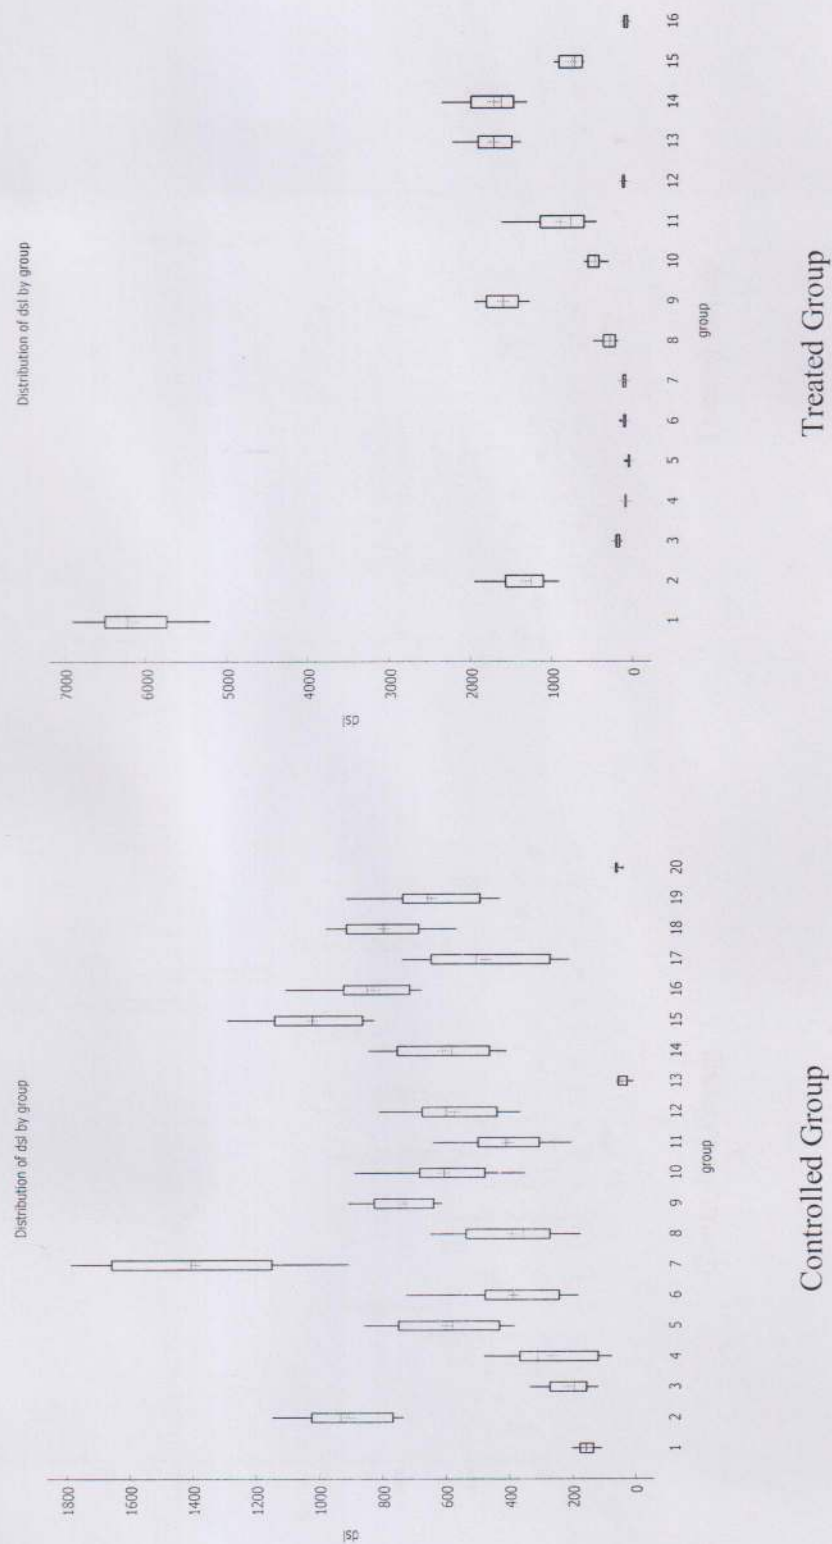 Distribution of dsl by group
1800
1600
1400
1200
1000
800
600
400
200
0
dsl
1 2 3 4 5 6 7 8 9 10 11 12 13 14 15 16 17 18 19 20
group
Controlled Group
Distribution of dsl by group
7000
6000
5000
4000
3000
2000
1000
0
dsl
1 2 3 4 5 6 7 8 9 10 11 12 13 14 15 16
group
Treated Group